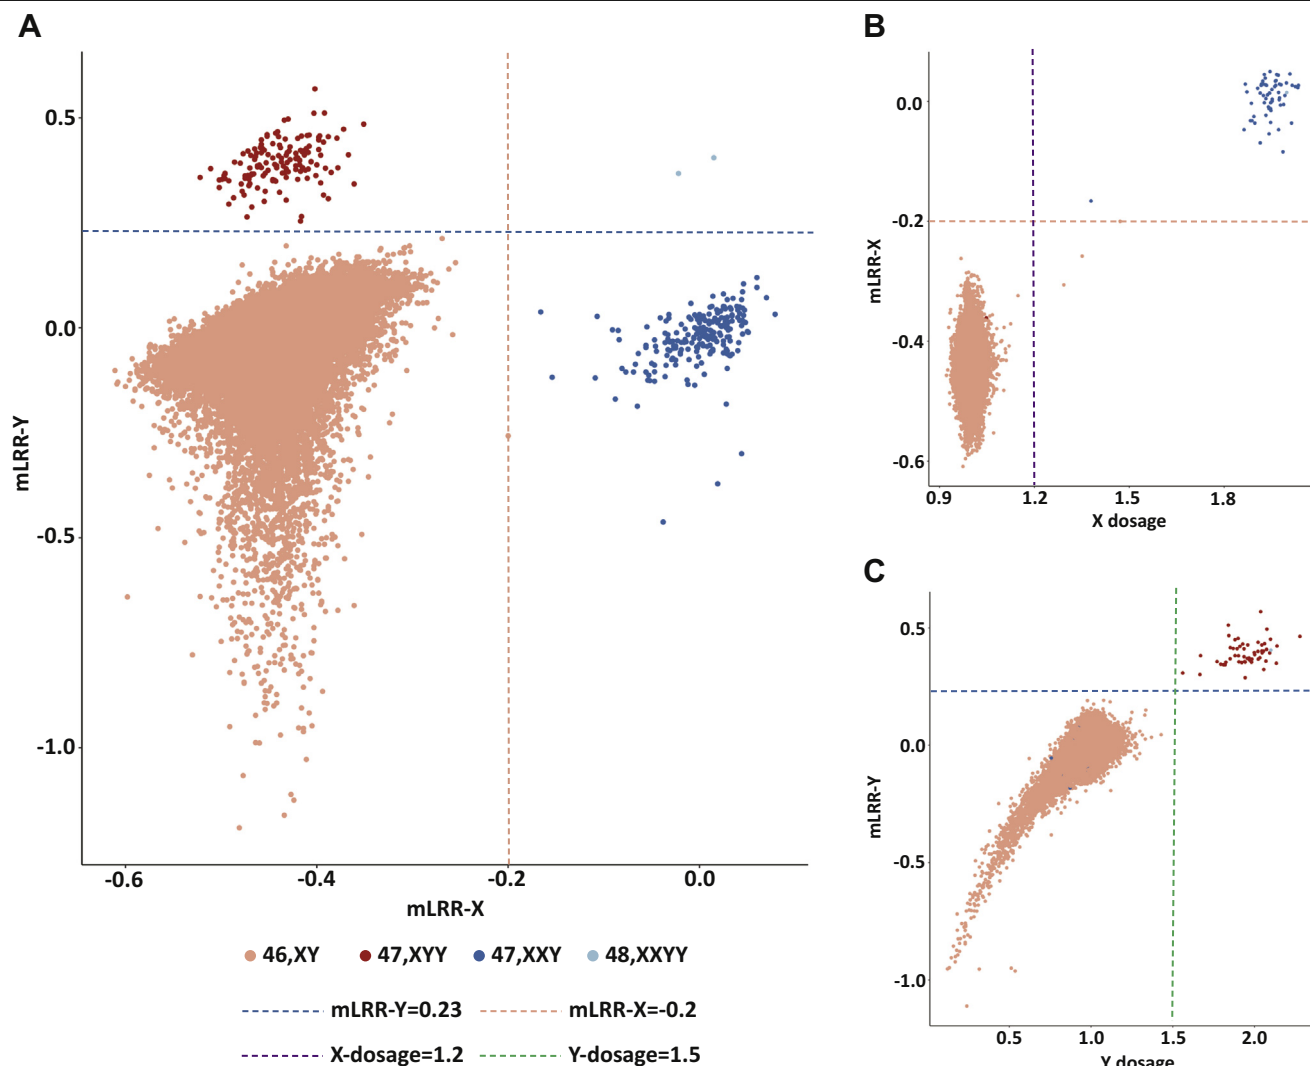 A
0.5
0.0
-0.5
-1.0
mLRR-Y
-0.6
-0.4
-0.2
0.0
mLRR-X
46,XY
47,XYY
47,XXY
48,XXYY
mLRR-Y=0.23
mLRR-X=-0.2
X-dosage=1.2
Y-dosage=1.5
B
0.0
-0.2
-0.4
-0.6
mLRR-X
0.9
1.2
1.5
1.8
X dosage
C
0.5
0.0
-0.5
-1.0
mLRR-Y
0.5
1.0
1.5
2.0
Y dosage